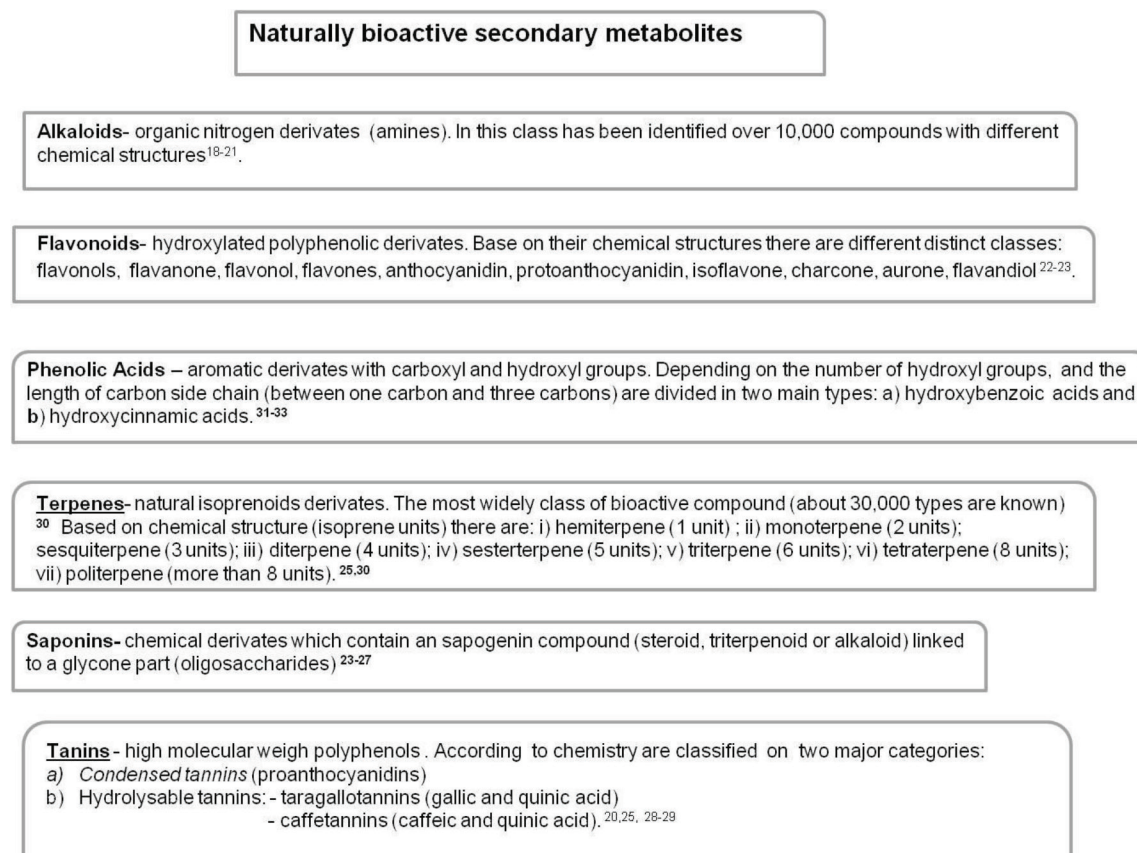 Naturally bioactive secondary metabolites
Alkaloids- organic nitrogen derivates (amines). In this class has been identified over 10,000 compounds with different
chemical structures18-21.
Flavonoids- hydroxylated polyphenolic derivates. Base on their chemical structures there are different distinct classes:
flavonols, flavanone, flavonol, flavones, anthocyanidin, protoanthocyanidin, isoflavone, charcone, aurone, flavandiol 22-23.
Phenolic Acids – aromatic derivates with carboxyl and hydroxyl groups. Depending on the number of hydroxyl groups, and the
length of carbon side chain (between one carbon and three carbons) are divided in two main types: a) hydroxybenzoic acids and
b) hydroxycinnamic acids. 31-33
Terpenes- natural isoprenoids derivates. The most widely class of bioactive compound (about 30,000 types are known)
30 Based on chemical structure (isoprene units) there are: i) hemiterpene (1 unit) ; ii) monoterpene (2 units);
sesquiterpene (3 units); iii) diterpene (4 units); iv) sesterterpene (5 units); v) triterpene (6 units); vi) tetraterpene (8 units);
vii) politerpene (more than 8 units). 25,30
Saponins- chemical derivates which contain an sapogenin compound (steroid, triterpenoid or alkaloid) linked
to a glycone part (oligosaccharides) 23-27
Tanins - high molecular weigh polyphenols . According to chemistry are classified on two major categories:
a) Condensed tannins (proanthocyanidins)
b) Hydrolysable tannins: - taragallotannins (gallic and quinic acid)
- caffetannins (caffeic and quinic acid). 20,25, 28-29